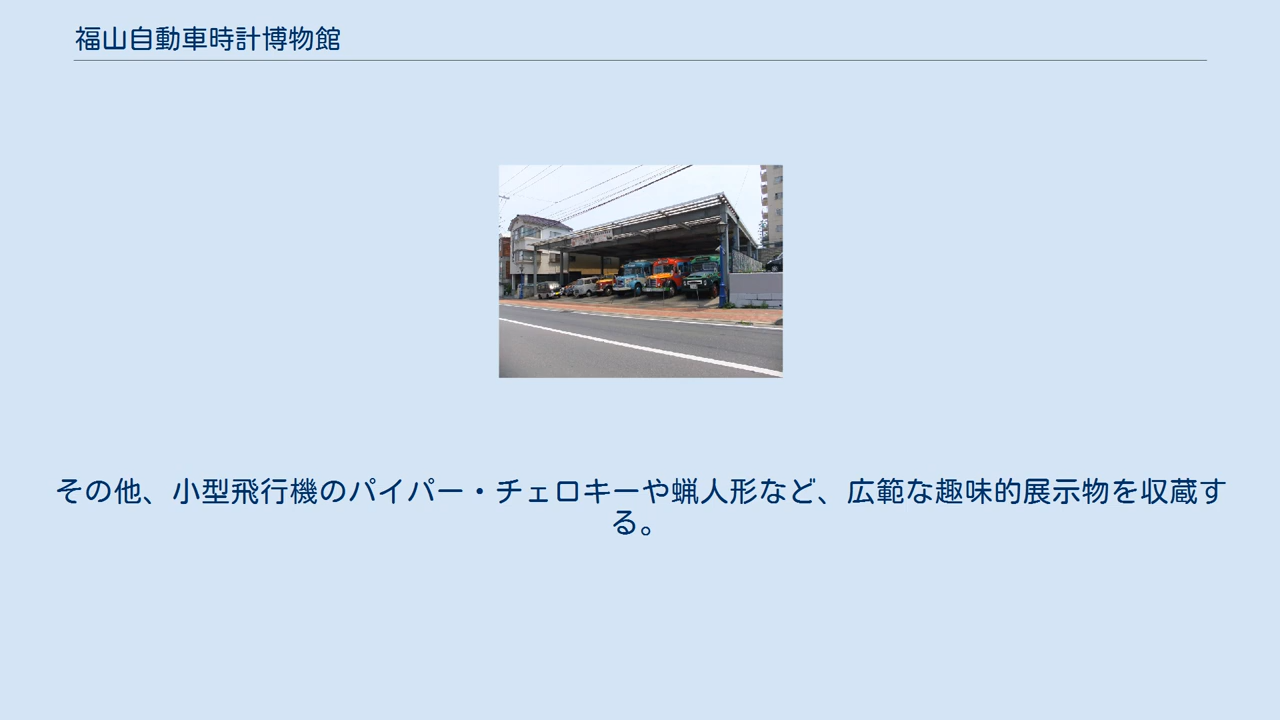 福山自動車時計博物館
その他、小型飛行機のパイパー・チェロキーや蝋人形など、広範な趣味的展示物を収蔵す
る。